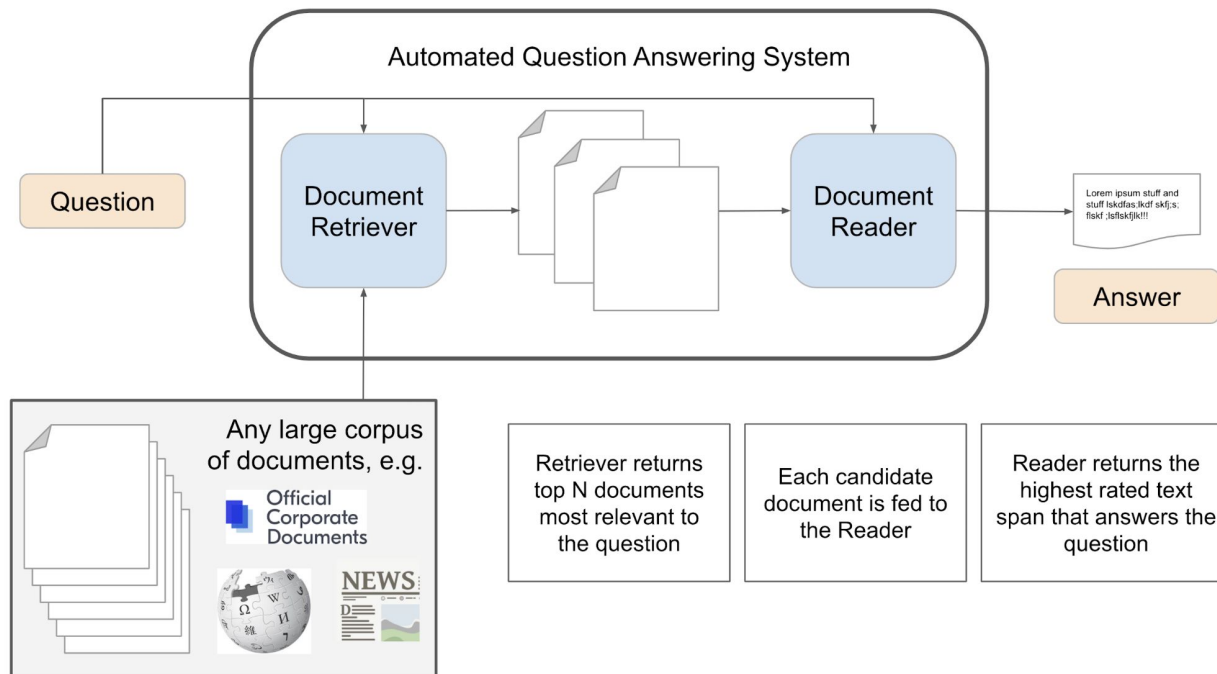 Automated Question Answering System
Question
Document
Retriever
Document
Reader
Lorem ipsum stuff and
stuff lskdfas;lkdf skfj;s;
flskf ;lsflskfjlk!!!
Answer
Any large corpus
of documents, e.g.
Official
Corporate
Documents
Ω
W
И
維
NEWS
D
Retriever returns
top N documents
most relevant to
the question
Each candidate
document is fed to
the Reader
Reader returns the
highest rated text
span that answers the
question